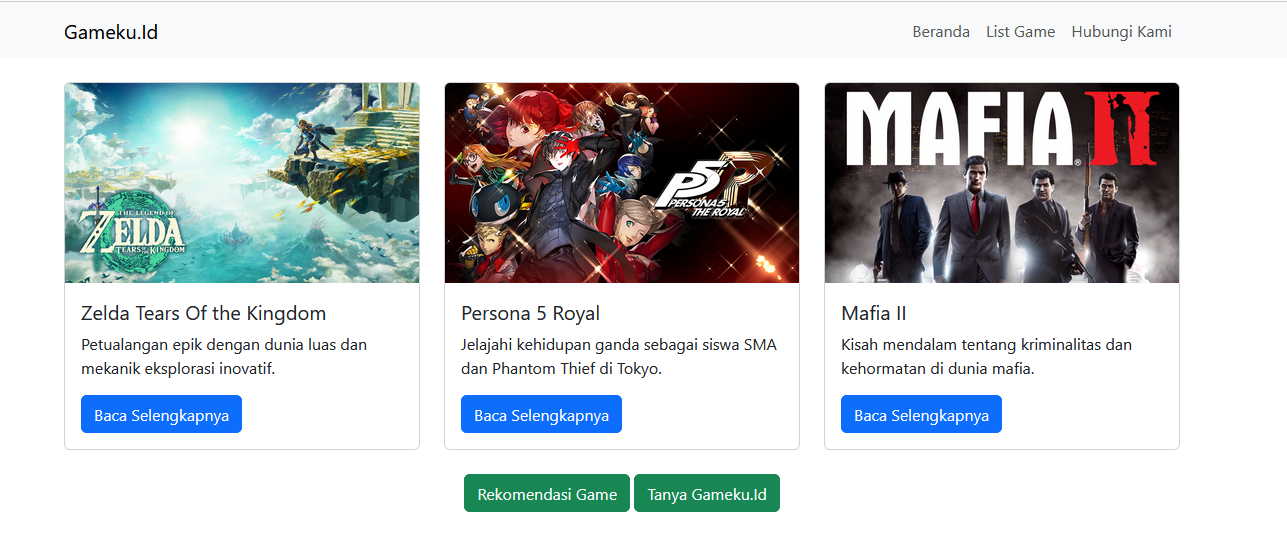 Gameku.Id
Beranda List Game Hubungi Kami
THE LEGEND OF
ZELDA
TEARS OF THE KINGDOM
P5R
PERSONA5
THE ROYAL
MAFIA II
Zelda Tears Of the Kingdom
Petualangan epik dengan dunia luas dan
mekanik eksplorasi inovatif.
Baca Selengkapnya
Persona 5 Royal
Jelajahi kehidupan ganda sebagai siswa SMA
dan Phantom Thief di Tokyo.
Baca Selengkapnya
Mafia II
Kisah mendalam tentang kriminalitas dan
kehormatan di dunia mafia.
Baca Selengkapnya
Rekomendasi Game
Tanya Gameku.Id